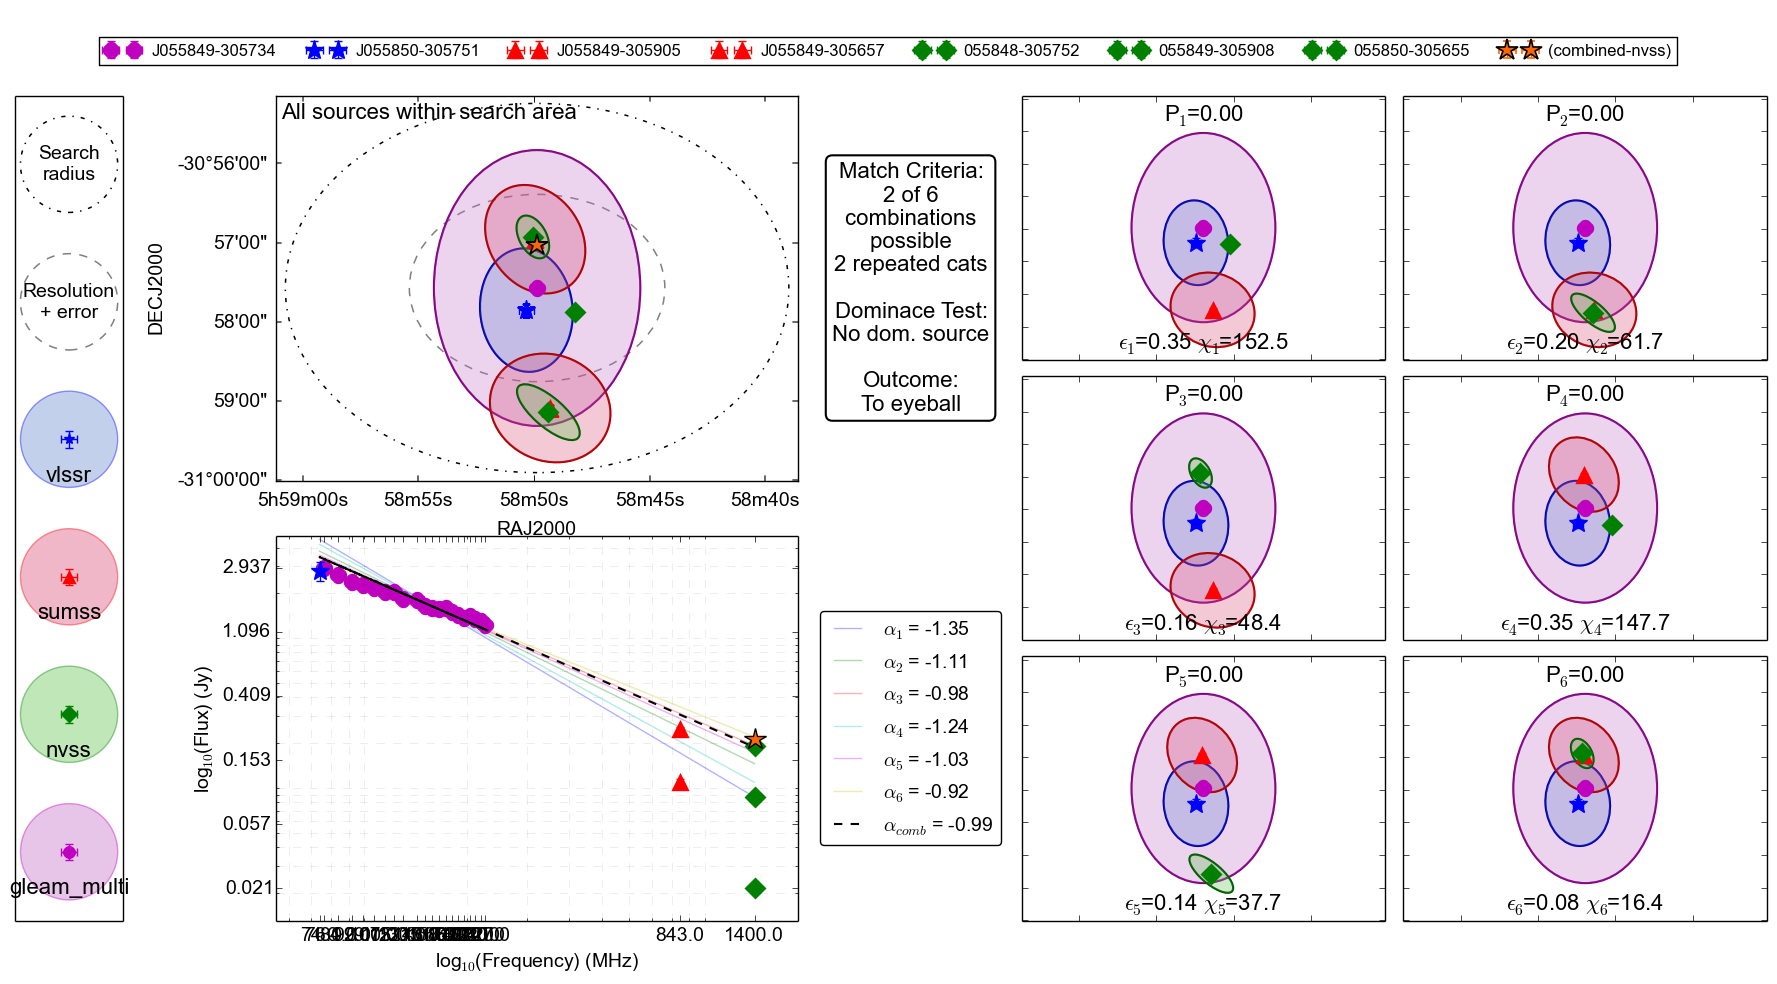 J055849-305734 J055850-305751 J055849-305905 J055849-305657 055848-305752 055849-305908 055850-305655 (combined-nvss)
Search
radius
Resolution
+ error
vlssr
sumss
nvss
gleam_multi
All sources within search area
DECJ2000
-30°56'00"
57'00"
58'00"
59'00"
-31°00'00"
5h59m00s 58m55s 58m50s 58m45s 58m40s
RAJ2000
Match Criteria:
2 of 6
combinations
possible
2 repeated cats
Dominace Test:
No dom. source
Outcome:
To eyeball
log10(Flux) (Jy)
2.937
1.096
0.409
0.153
0.057
0.021
843.0 1400.0
log10(Frequency) (MHz)
α1 = -1.35
α2 = -1.11
α3 = -0.98
α4 = -1.24
α5 = -1.03
α6 = -0.92
αcomb = -0.99
P1=0.00
ϵ1=0.35 χ1=152.5
P2=0.00
ϵ2=0.20 χ2=61.7
P3=0.00
ϵ3=0.16 χ3=48.4
P4=0.00
ϵ4=0.35 χ4=147.7
P5=0.00
ϵ5=0.14 χ5=37.7
P6=0.00
ϵ6=0.08 χ6=16.4